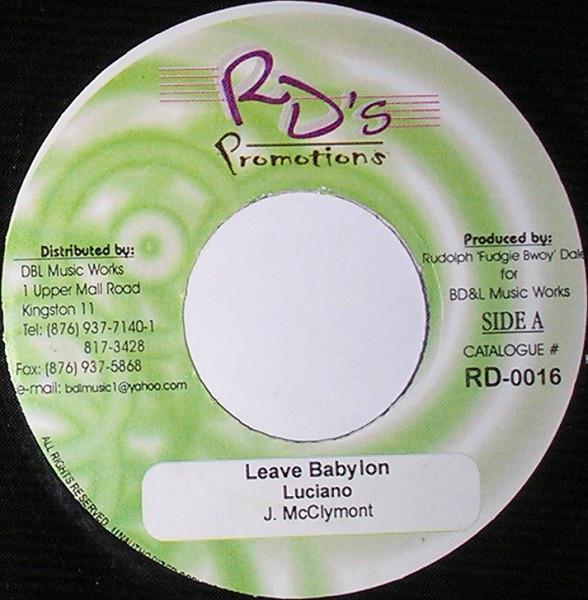 RD's
Promotions
Distributed by:
DBL Music Works
1 Upper Mall Road
Kingston 11
Tel: (876) 937-7140-1
817-3428
Fax: (876) 937-5868
e-mail: bdlmusic1@yahoo.com
Produced by:
Rudolph 'Fudgie Bwoy' Dale
for
BD&L Music Works
SIDE A
CATALOGUE #
RD-0016
Leave Babylon
Luciano
J. McClymont
ALL RIGHTS RESERVED.